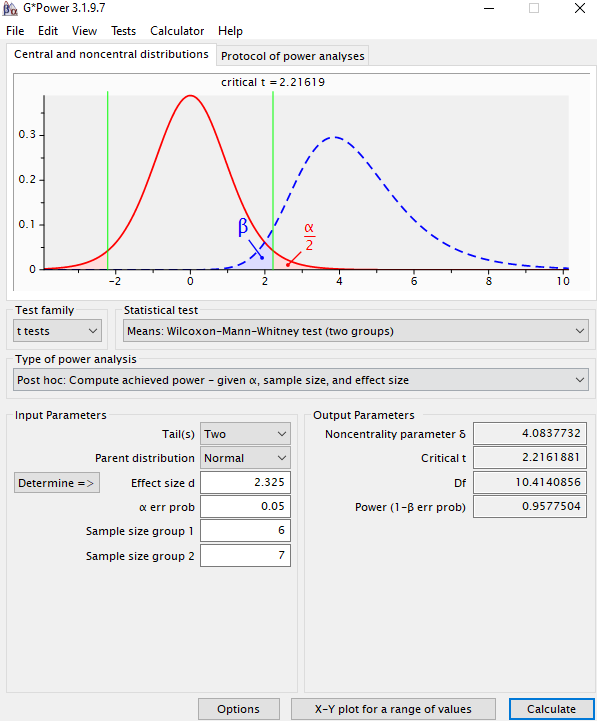 G*Power 3.1.9.7
File Edit View Tests Calculator Help
Central and noncentral distributions Protocol of power analyses
critical t = 2.21619
0.3
0.2
0.1
0
β
α
2
-2 0 2 4 6 8 10
Test family Statistical test
t tests Means: Wilcoxon-Mann-Whitney test (two groups)
Type of power analysis
Post hoc: Compute achieved power - given α, sample size, and effect size
Input Parameters Output Parameters
Tail(s) Two Noncentrality parameter δ 4.0837732
Parent distribution Normal Critical t 2.2161881
Determine => Effect size d 2.325 Df 10.4140856
α err prob 0.05 Power (1-β err prob) 0.9577504
Sample size group 1 6
Sample size group 2 7
Options X-Y plot for a range of values Calculate